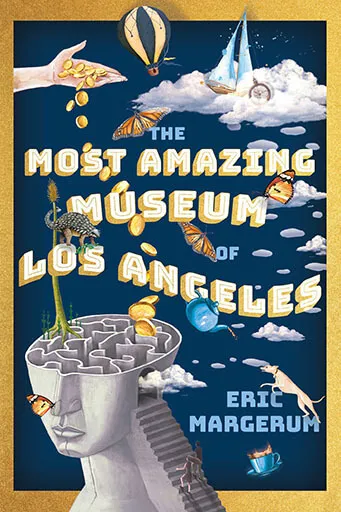 THE
MOST AMAZING
MUSEUM
OF
LOS ANGELES
ERIC
MARGERUM